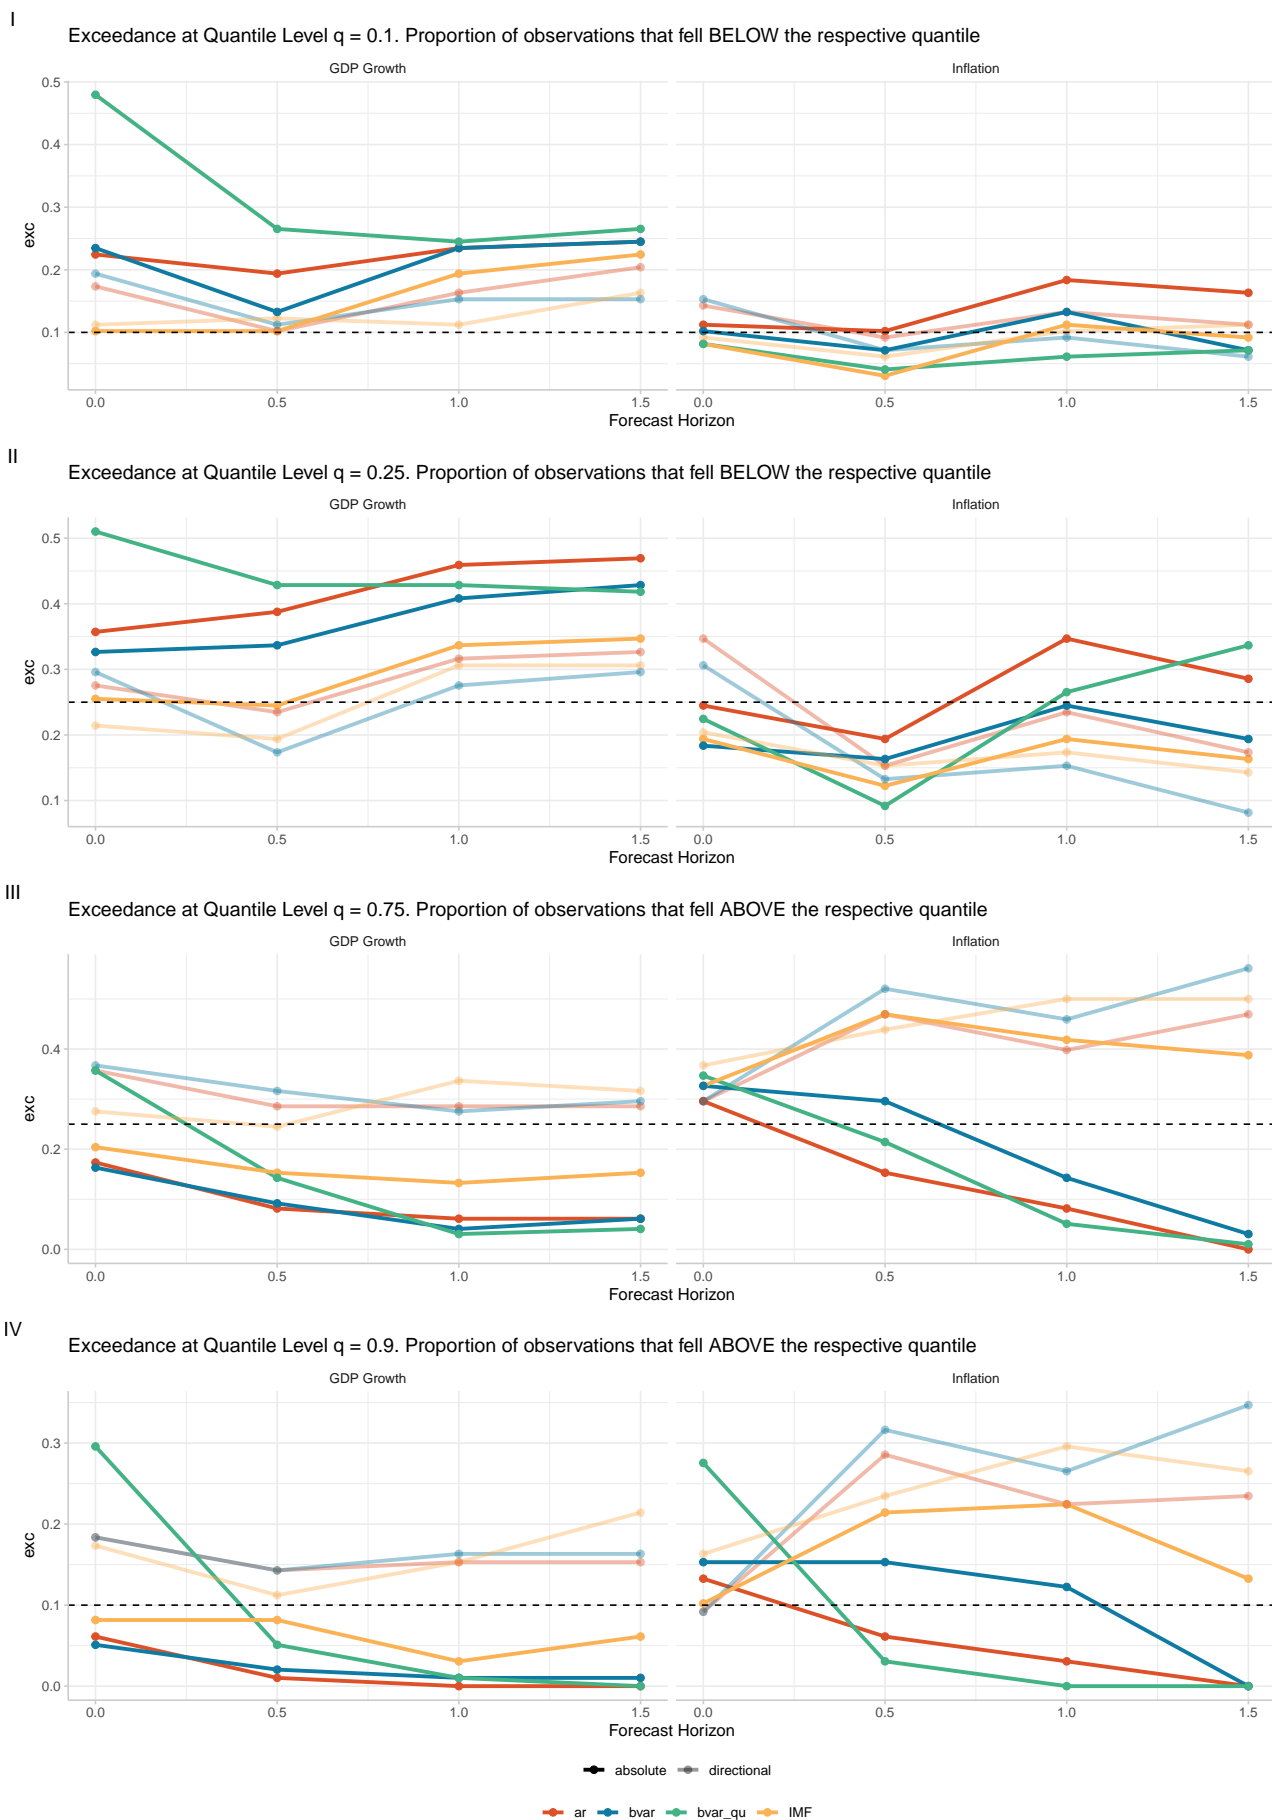 I
Exceedance at Quantile Level q = 0.1. Proportion of observations that fell BELOW the respective quantile
GDP Growth
Inflation
0.5
0.4
0.3
0.2
0.1
exc
0.0 0.5 1.0 1.5 0.0 0.5 1.0 1.5
Forecast Horizon
II
Exceedance at Quantile Level q = 0.25. Proportion of observations that fell BELOW the respective quantile
GDP Growth
Inflation
0.5
0.4
0.3
0.2
0.1
exc
0.0 0.5 1.0 1.5 0.0 0.5 1.0 1.5
Forecast Horizon
III
Exceedance at Quantile Level q = 0.75. Proportion of observations that fell ABOVE the respective quantile
GDP Growth
Inflation
0.4
0.2
0.0
exc
0.0 0.5 1.0 1.5 0.0 0.5 1.0 1.5
Forecast Horizon
IV
Exceedance at Quantile Level q = 0.9. Proportion of observations that fell ABOVE the respective quantile
GDP Growth
Inflation
0.3
0.2
0.1
0.0
exc
0.0 0.5 1.0 1.5 0.0 0.5 1.0 1.5
Forecast Horizon
absolute directional
ar bvar bvar_qu IMF